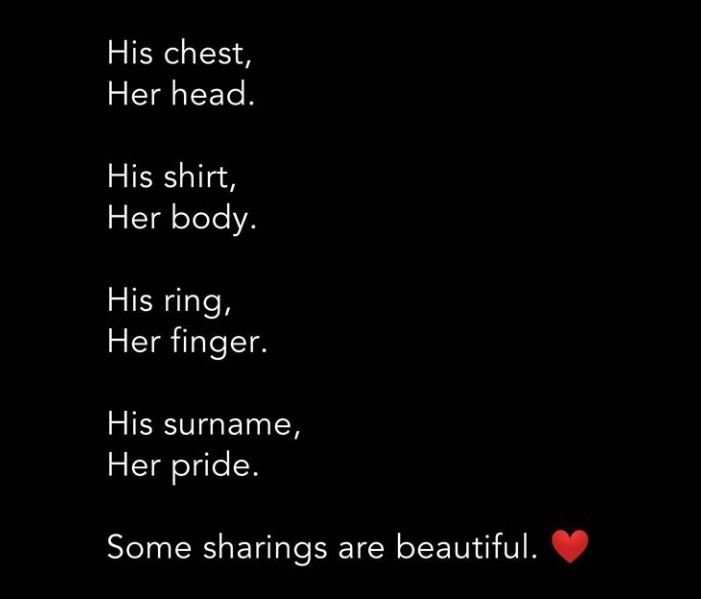 His chest,
Her head.
His shirt,
Her body.
His ring,
Her finger.
His surname,
Her pride.
Some sharings are beautiful. ❤️